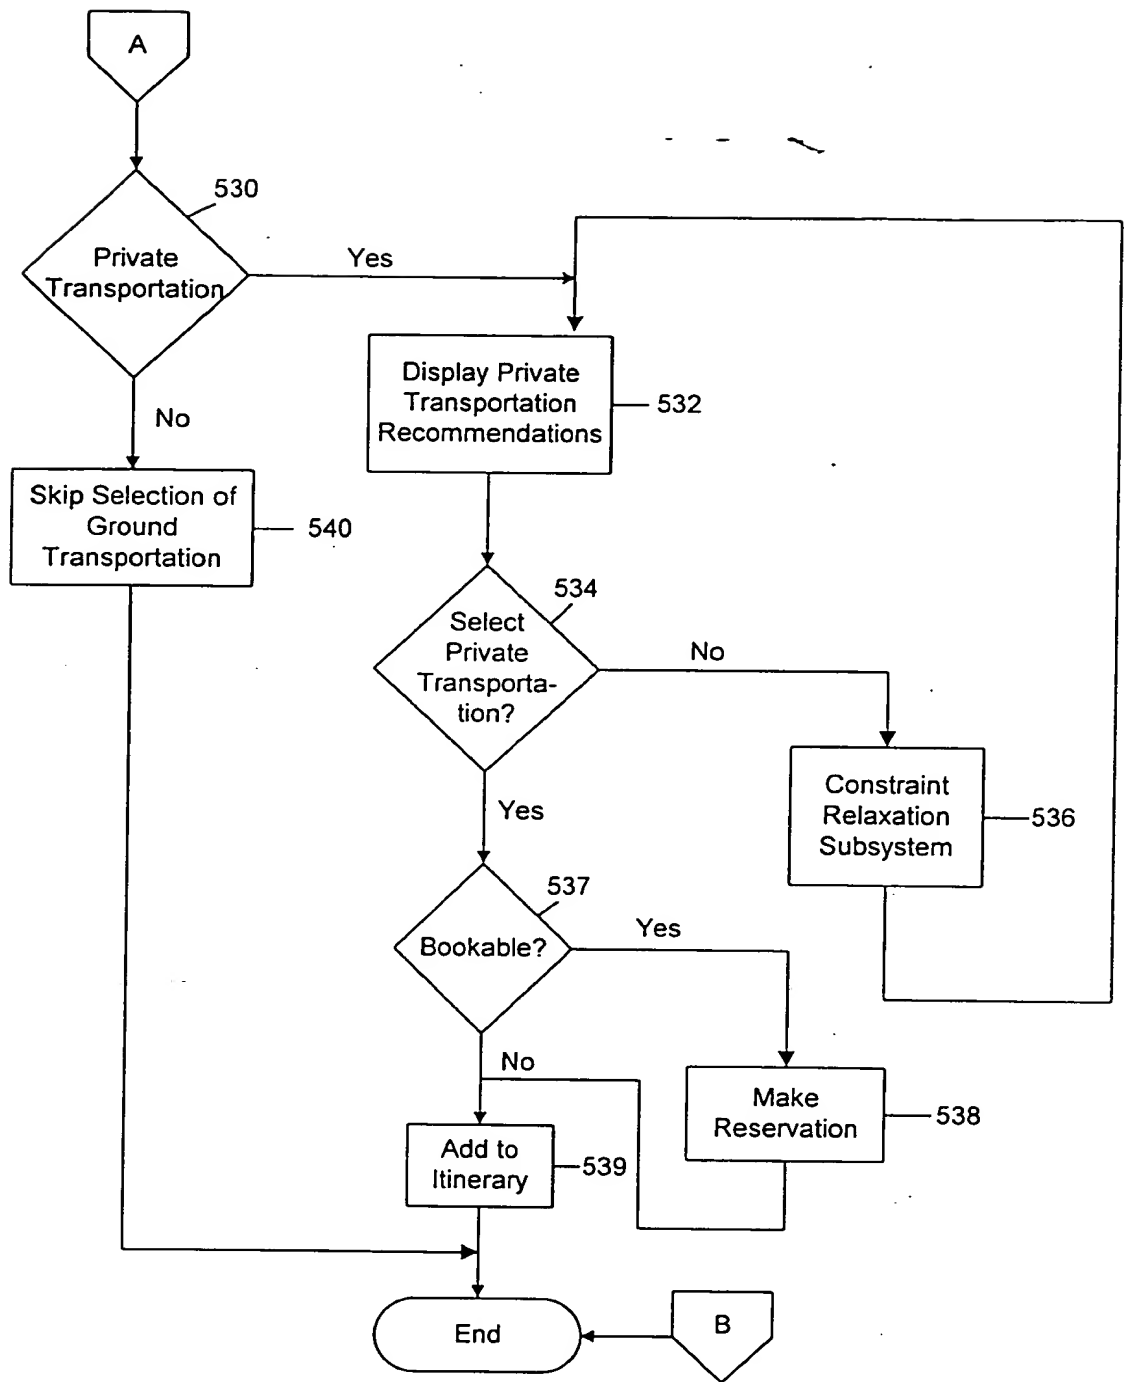 A
530
Private
Transportation
Yes
No
Display Private
Transportation
Recommendations
532
Skip Selection of
Ground
Transportation
540
534
Select
Private
Transporta-
tion?
No
Yes
Constraint
Relaxation
Subsystem
536
537
Bookable?
Yes
No
Make
Reservation
538
Add to
Itinerary
539
End
B